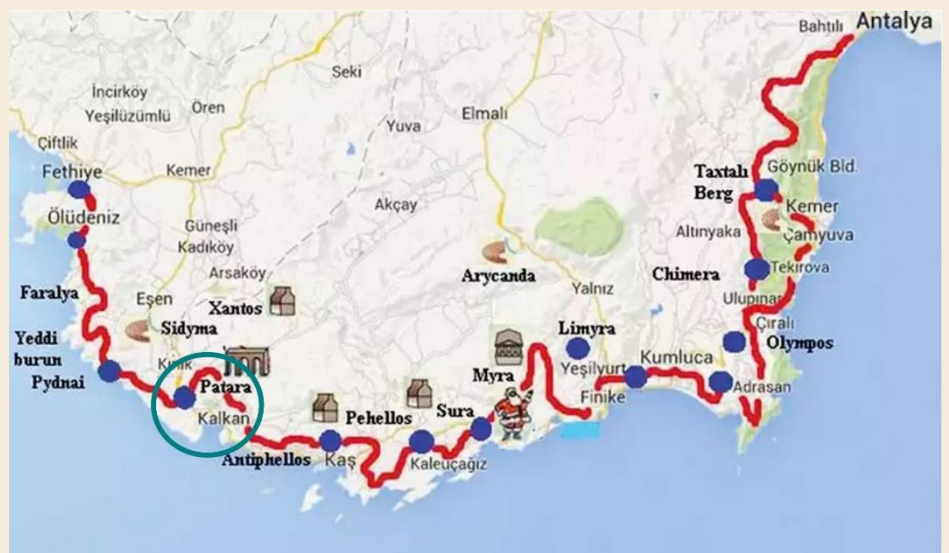 Bahtılı
Antalya
Seki
İncirköy
Yeşilüzümlü
Ören
Elmalı
Yuva
Çiftlik
Fethiye
Kemer
Taxtalı
Berg
Göynük Bld.
Ölüdeniz
Akçay
Kemer
Güneşli
Kadıköy
Altınyaka
Çamyuva
Arsaköy
Arycanda
Chimera
Tekirova
Faralya
Eşen
Xantos
Yalnız
Ulupınar
Sidyma
Limyra
Çıralı
Olympos
Yeddi
burun
Pydnai
Kınık
Patara
Myra
Yeşilyurt
Kumluca
Adrasan
Kalkan
Pehellos
Sura
Finike
Antiphellos
Kaş
Kaleüçağız